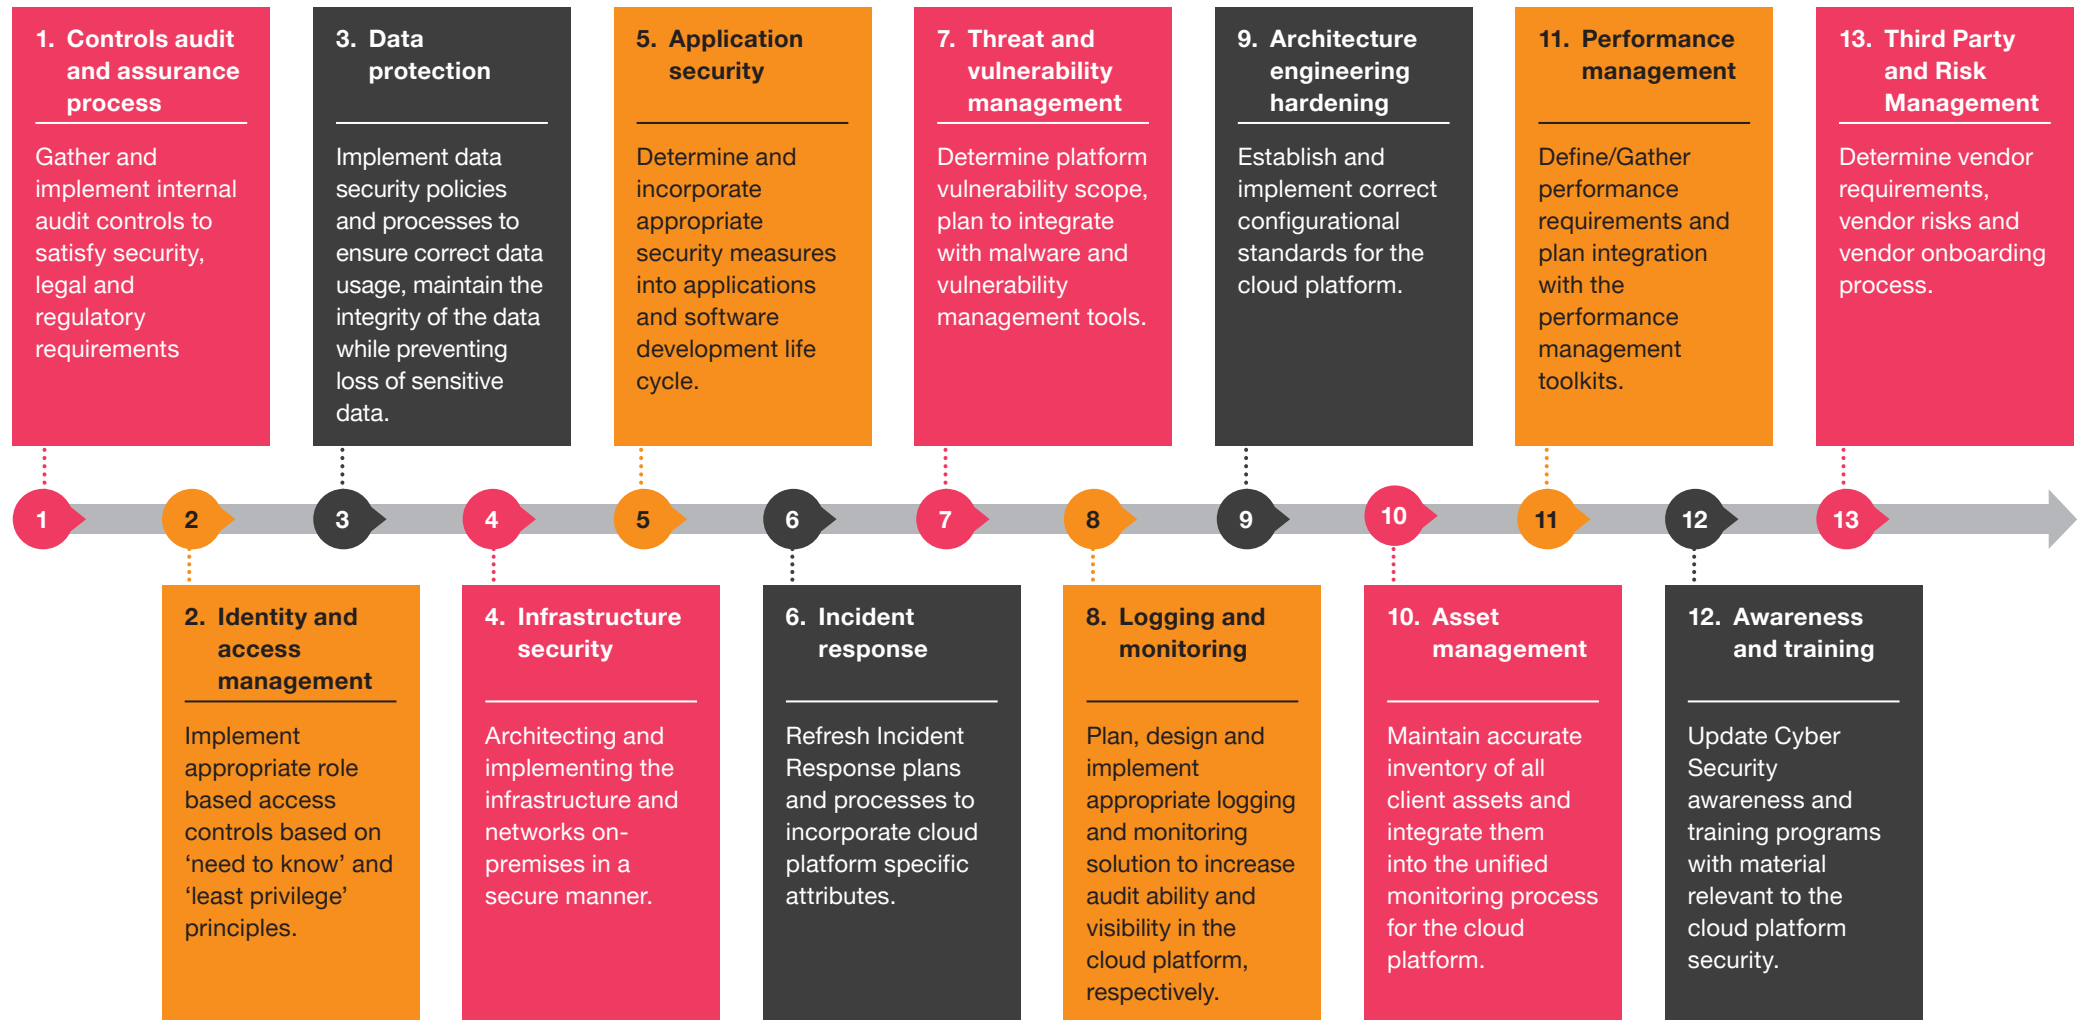 1. Controls audit
and assurance
process
Gather and
implement internal
audit controls to
satisfy security,
legal and
regulatory
requirements
3. Data
protection
Implement data
security policies
and processes to
ensure correct data
usage, maintain the
integrity of the data
while preventing
loss of sensitive
data.
5. Application
security
Determine and
incorporate
appropriate
security measures
into applications
and software
development life
cycle.
7. Threat and
vulnerability
management
Determine platform
vulnerability scope,
plan to integrate
with malware and
vulnerability
management tools.
9. Architecture
engineering
hardening
Establish and
implement correct
configurational
standards for the
cloud platform.
11. Performance
management
Define/Gather
performance
requirements and
plan integration
with the
performance
management
toolkits.
13. Third Party
and Risk
Management
Determine vendor
requirements,
vendor risks and
vendor onboarding
process.
1
2
3
4
5
6
7
8
9
10
11
12
13
2. Identity and
access
management
Implement
appropriate role
based access
controls based on
‘need to know’ and
‘least privilege’
principles.
4. Infrastructure
security
Architecting and
implementing the
infrastructure and
networks on-
premises in a
secure manner.
6. Incident
response
Refresh Incident
Response plans
and processes to
incorporate cloud
platform specific
attributes.
8. Logging and
monitoring
Plan, design and
implement
appropriate logging
and monitoring
solution to increase
audit ability and
visibility in the
cloud platform,
respectively.
10. Asset
management
Maintain accurate
inventory of all
client assets and
integrate them
into the unified
monitoring process
for the cloud
platform.
12. Awareness
and training
Update Cyber
Security
awareness and
training programs
with material
relevant to the
cloud platform
security.